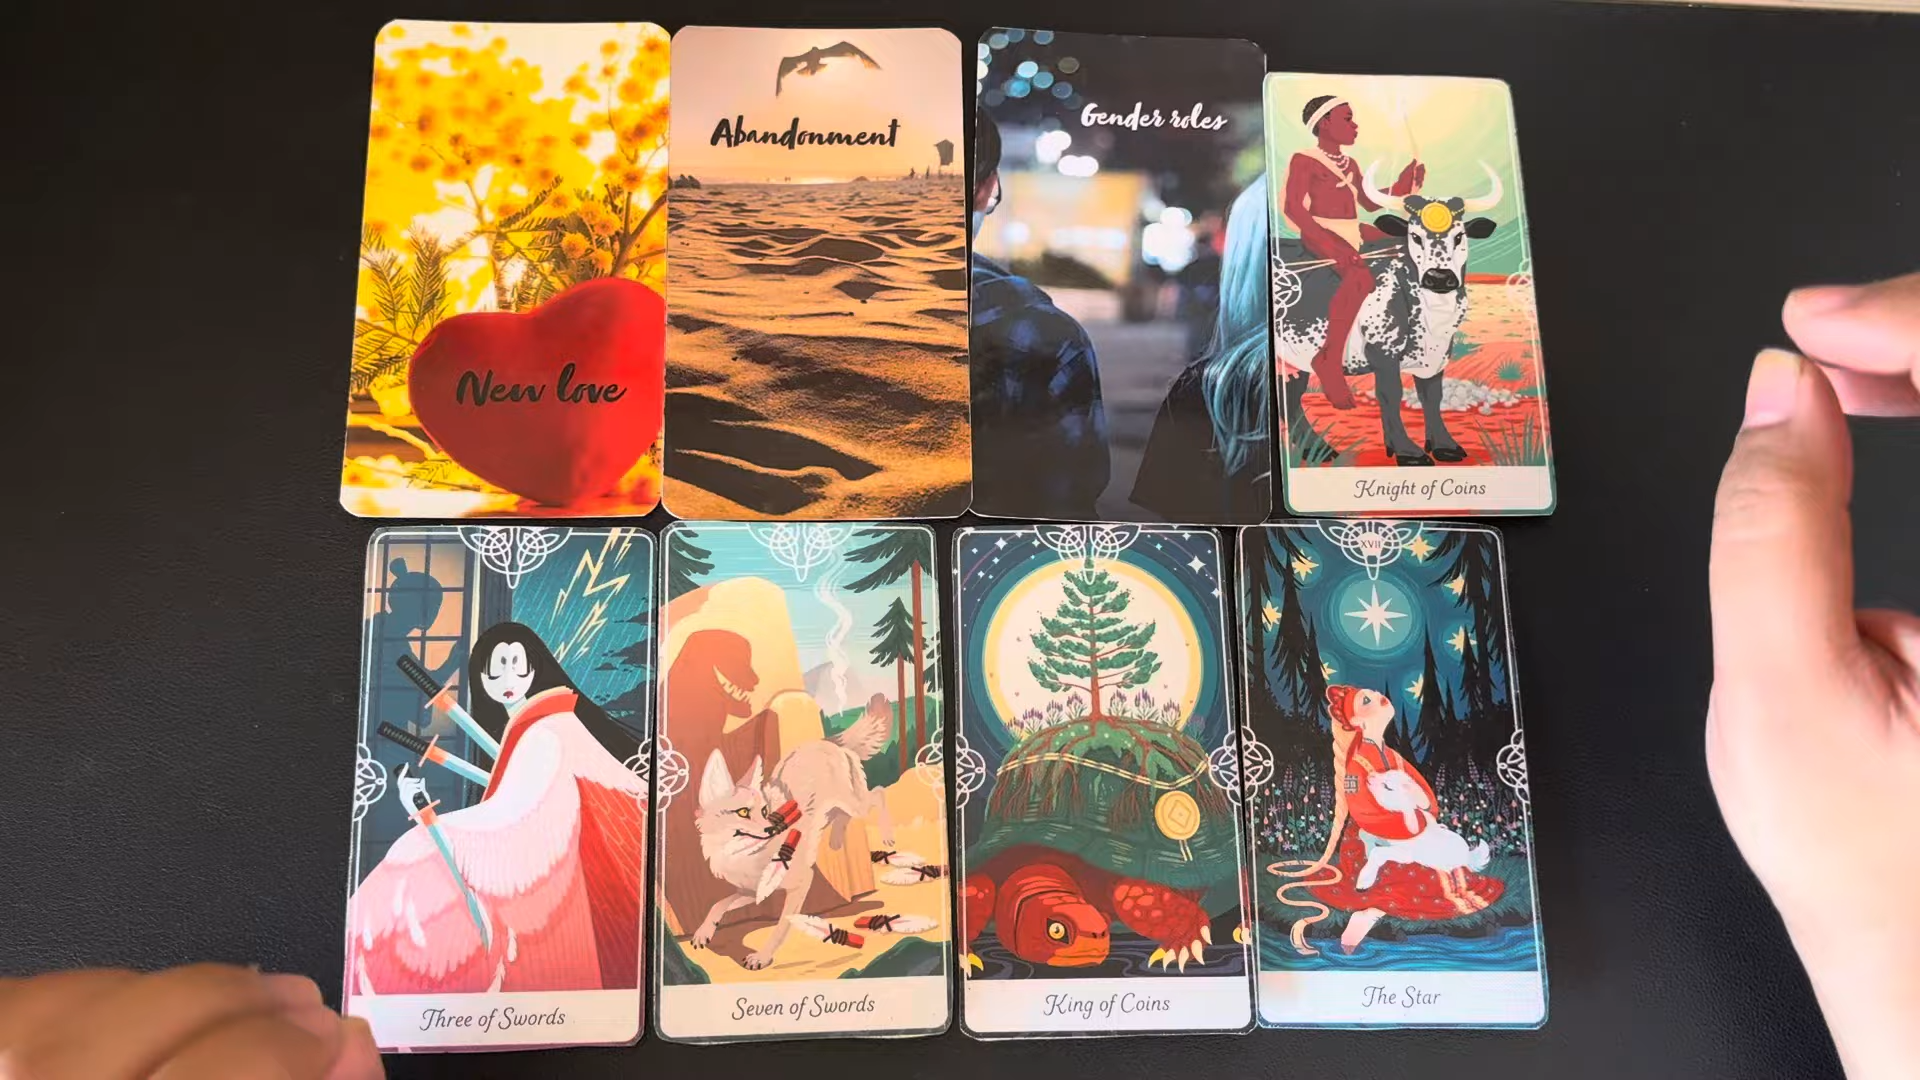 New love
Abandonment
Gender roles
Knight of Coins
Three of Swords
Seven of Swords
King of Coins
XVII
The Star